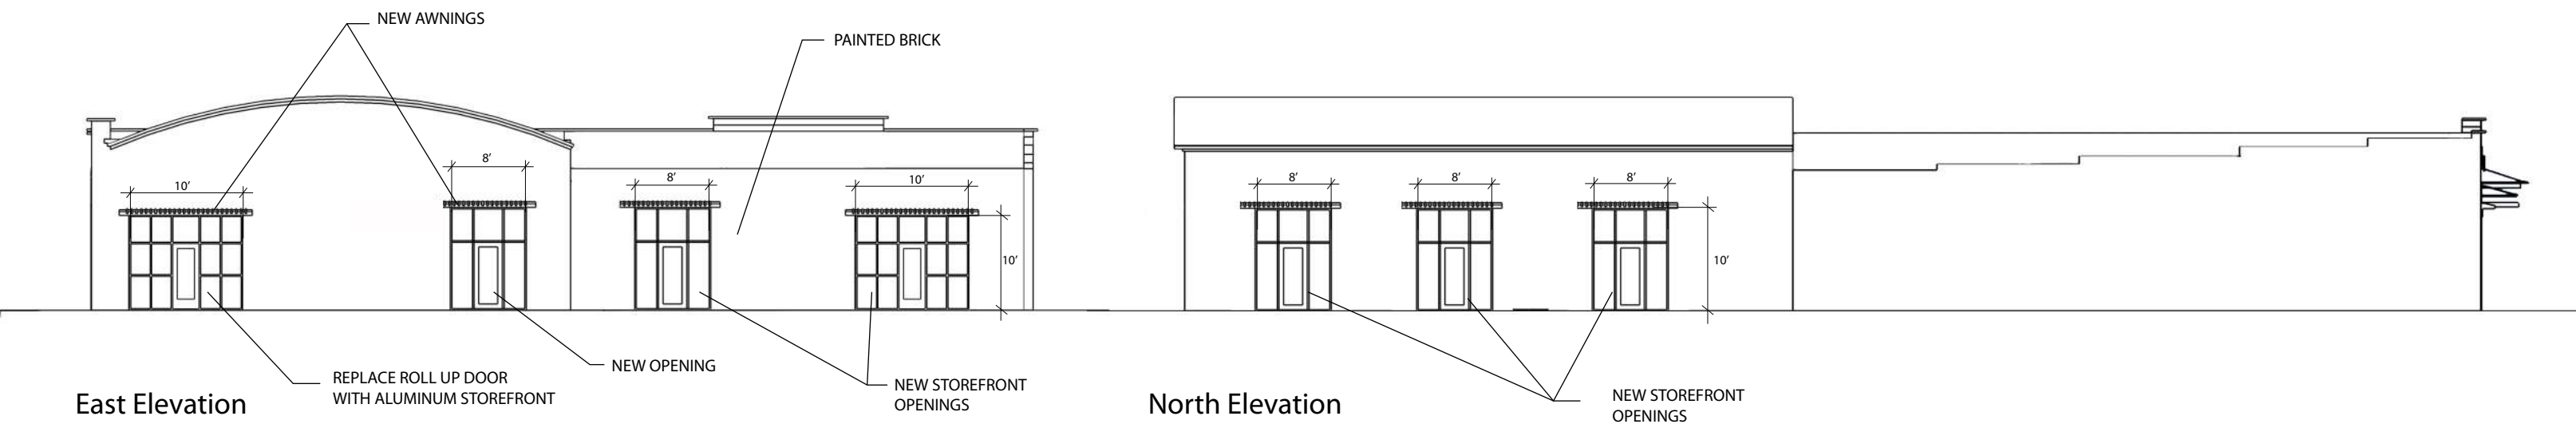 NEW AWNINGS
PAINTED BRICK
10'
8'
8'
10'
10'
REPLACE ROLL UP DOOR
WITH ALUMINUM STOREFRONT
NEW OPENING
NEW STOREFRONT
OPENINGS
East Elevation
8'
8'
8'
10'
NEW STOREFRONT
OPENINGS
North Elevation